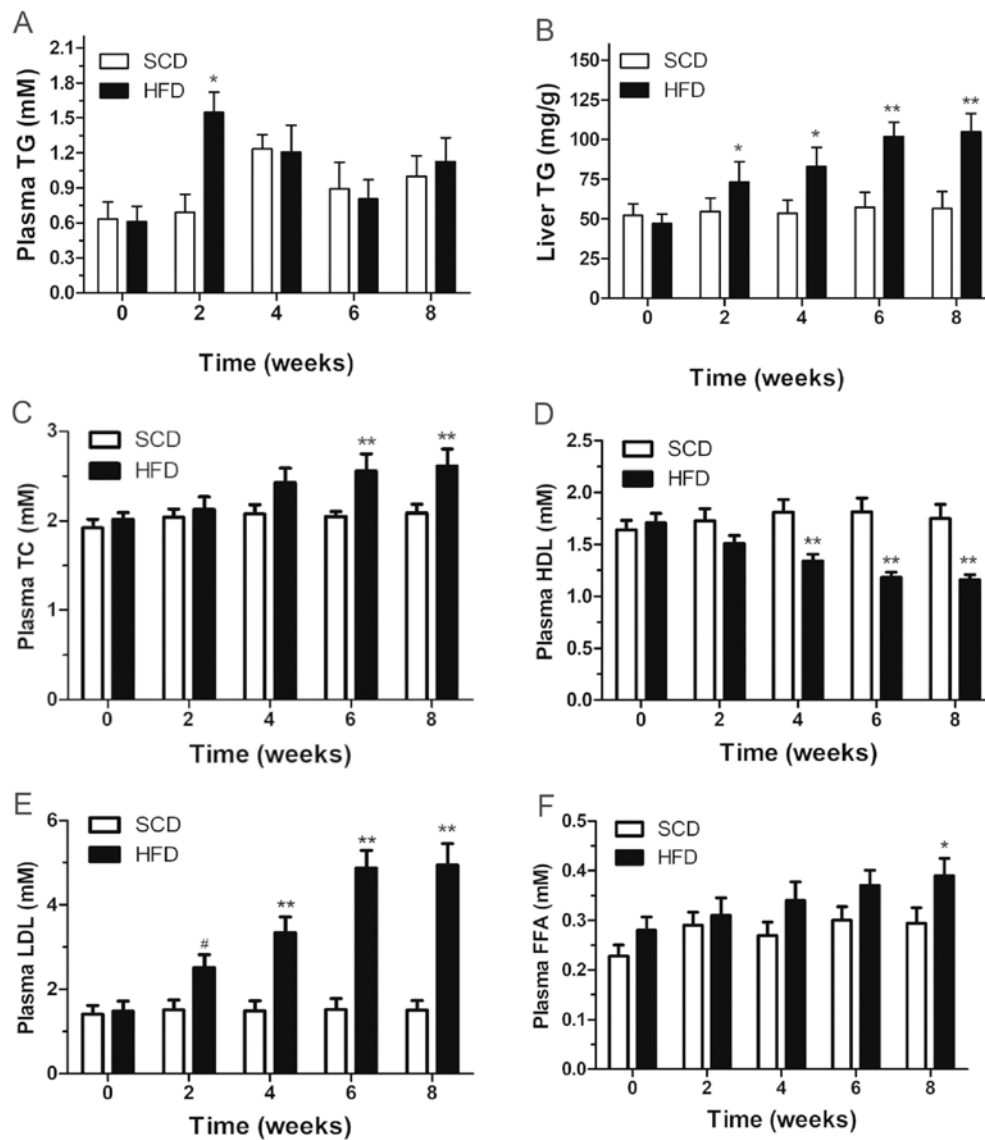 A
Plasma TG (mM)
2.1
1.8
1.5
1.2
0.9
0.6
0.3
0.0
SCD
HFD
*
0 2 4 6 8
Time (weeks)
B
Liver TG (mg/g)
150
125
100
75
50
25
0
SCD
HFD
* * ** **
0 2 4 6 8
Time (weeks)
C
Plasma TC (mM)
3
2
1
0
SCD
HFD
** **
0 2 4 6 8
Time (weeks)
D
Plasma HDL (mM)
2.5
2.0
1.5
1.0
0.5
0.0
SCD
HFD
** ** **
0 2 4 6 8
Time (weeks)
E
Plasma LDL (mM)
6
4
2
0
SCD
HFD
# ** ** **
0 2 4 6 8
Time (weeks)
F
Plasma FFA (mM)
0.5
0.4
0.3
0.2
0.1
0.0
SCD
HFD
*
0 2 4 6 8
Time (weeks)